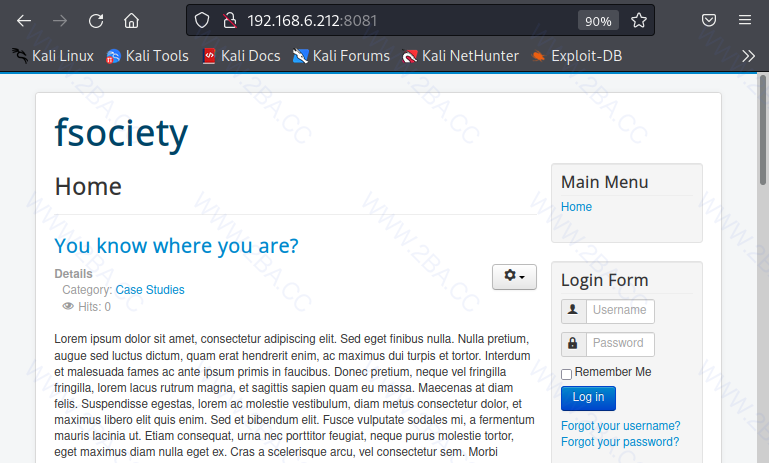 192.168.6.212:8081
90%
Kali Linux
Kali Tools
Kali Docs
Kali Forums
Kali NetHunter
Exploit-DB
fsociety
Home
You know where you are?
Details
Category: Case Studies
Hits: 0
Lorem ipsum dolor sit amet, consectetur adipiscing elit. Sed eget finibus nulla. Nulla pretium,
augue sed luctus dictum, quam erat hendrerit enim, ac maximus dui turpis et tortor. Interdum
et malesuada fames ac ante ipsum primis in faucibus. Donec pretium, neque vel fringilla
fringilla, lorem lacus rutrum magna, et sagittis sapien quam eu massa. Maecenas at diam
felis. Suspendisse egestas, lorem ac molestie vestibulum, diam metus consectetur dolor, et
maximus libero elit quis enim. Sed et bibendum elit. Fusce vulputate sodales mi, a fermentum
mauris lacinia ut. Etiam consequat, urna nec porttitor feugiat, neque purus molestie tortor,
eget maximus diam nulla eget ex. Cras a scelerisque arcu, vel consectetur sem. Morbi
Main Menu
Home
Login Form
Username
Password
Remember Me
Log in
Forgot your username?
Forgot your password?
WWW.2BA.CC